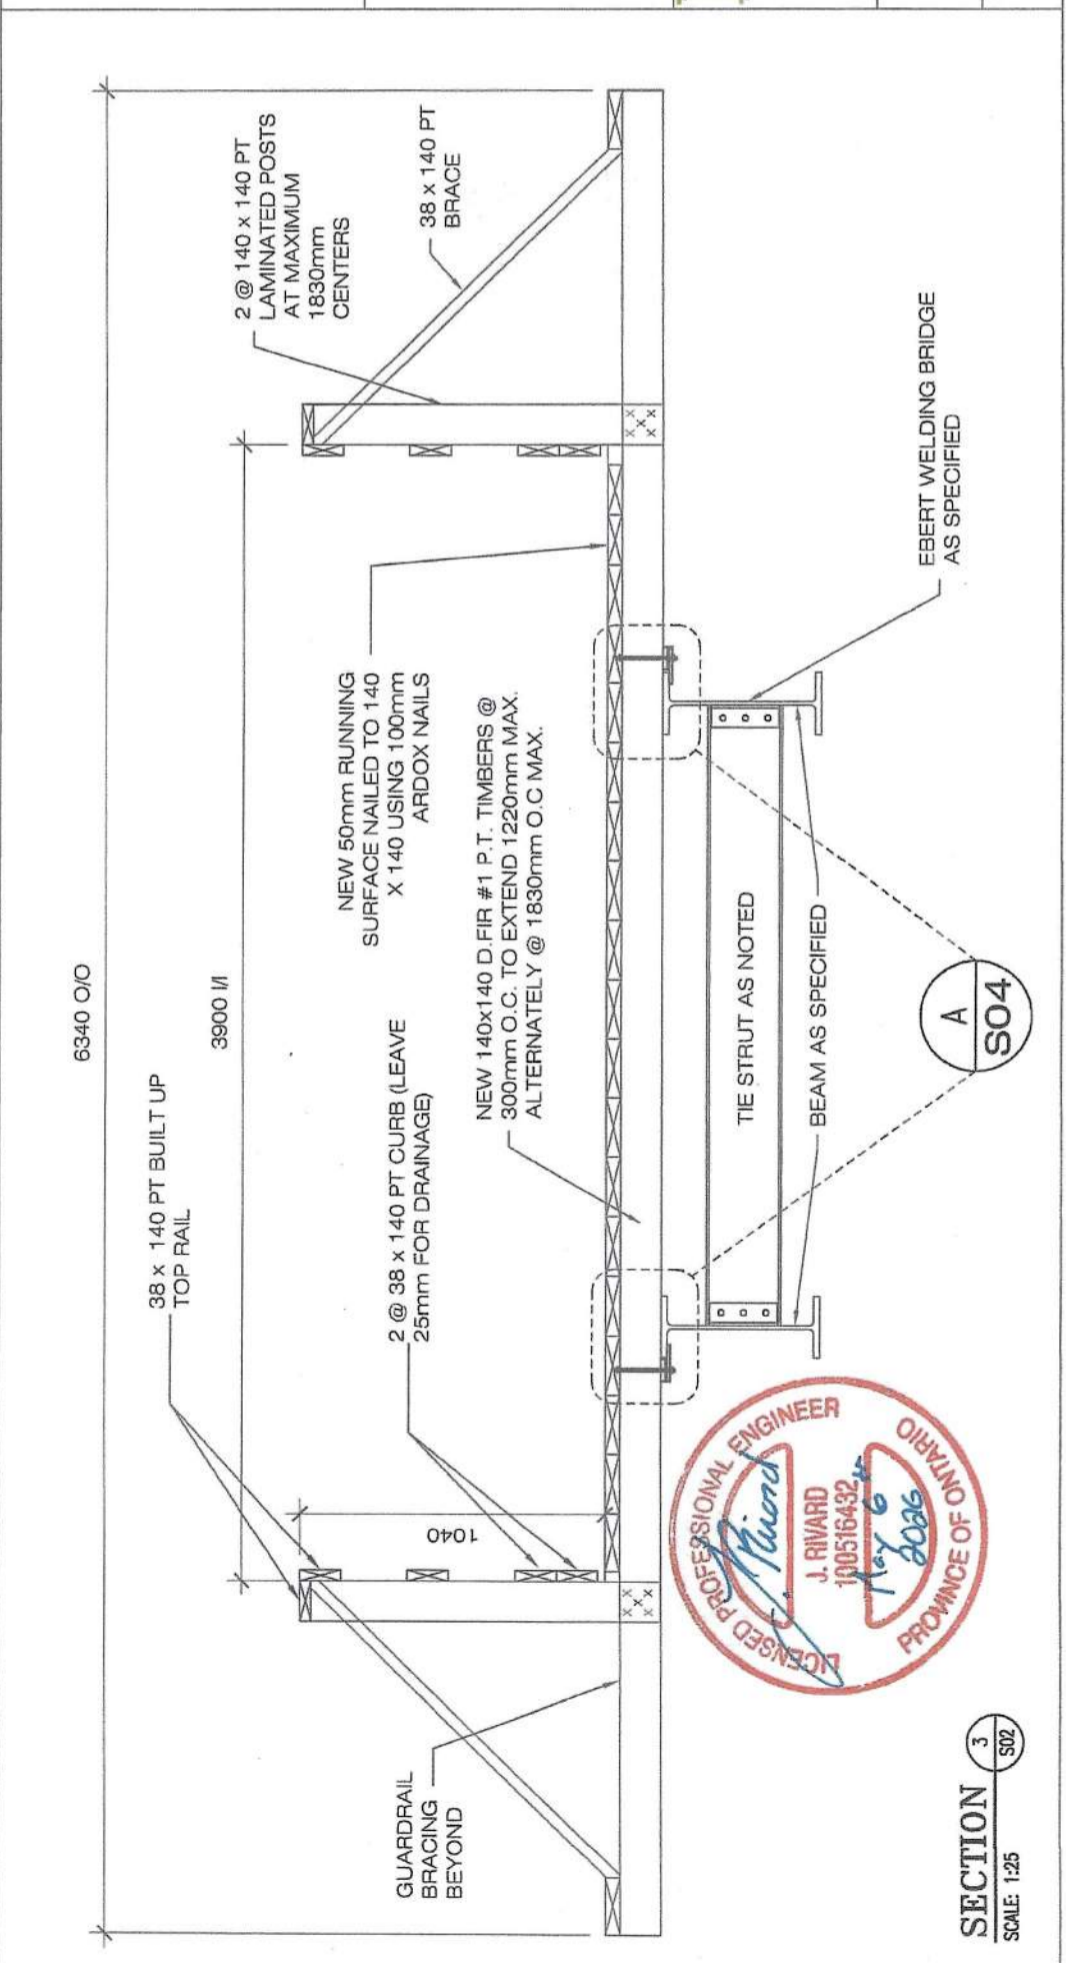 6340 O/O
3900 I/I
38 x 140 PT BUILT UP
TOP RAIL
2 @ 140 x 140 PT
LAMINATED POSTS
AT MAXIMUM
1830mm
CENTERS
38 x 140 PT
BRACE
NEW 50mm RUNNING
SURFACE NAILED TO 140
X 140 USING 100mm
ARDOX NAILS
2 @ 38 x 140 PT CURB (LEAVE
25mm FOR DRAINAGE)
1040
NEW 140x140 D.FIR #1 P.T. TIMBERS @
300mm O.C. TO EXTEND 1220mm MAX.
ALTERNATELY @ 1830mm O.C MAX.
GUARDRAIL
BRACING
BEYOND
TIE STRUT AS NOTED
BEAM AS SPECIFIED
EBERT WELDING BRIDGE
AS SPECIFIED
A
S04
LICENSED PROFESSIONAL ENGINEER
J. Rivard
J. RIVARD
100516432
May 6th
2026
PROVINCE OF ONTARIO
SECTION
3
S02
SCALE: 1:25